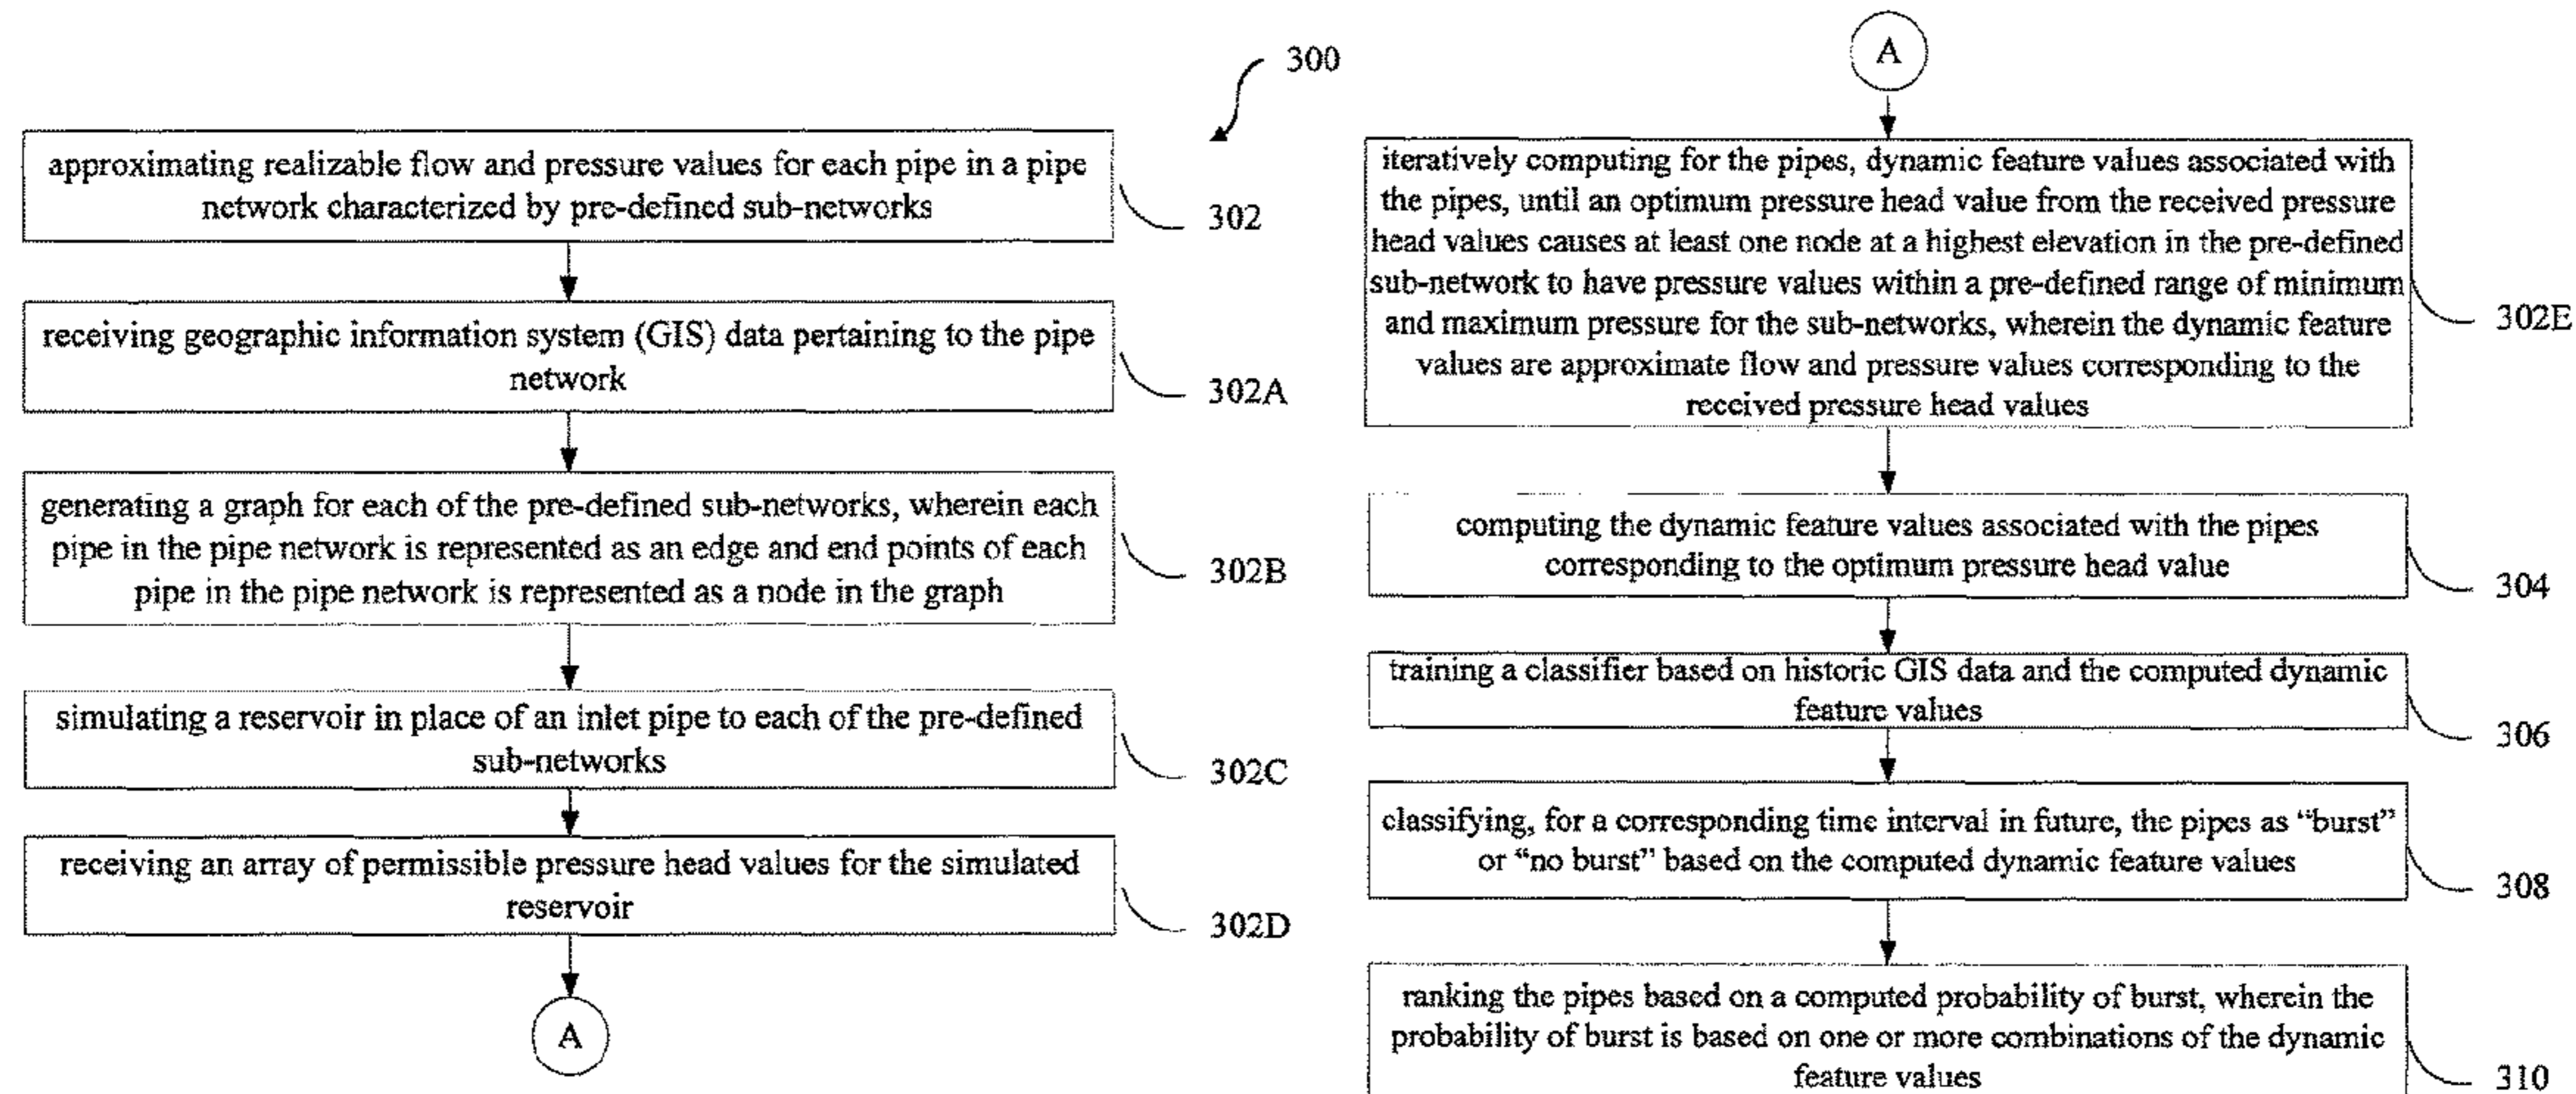 300
approximating realizable flow and pressure values for each pipe in a pipe
network characterized by pre-defined sub-networks
302
receiving geographic information system (GIS) data pertaining to the pipe
network
302A
generating a graph for each of the pre-defined sub-networks, wherein each
pipe in the pipe network is represented as an edge and end points of each
pipe in the pipe network is represented as a node in the graph
302B
simulating a reservoir in place of an inlet pipe to each of the pre-defined
sub-networks
302C
receiving an array of permissible pressure head values for the simulated
reservoir
302D
A
A
iteratively computing for the pipes, dynamic feature values associated with
the pipes, until an optimum pressure head value from the received pressure
head values causes at least one node at a highest elevation in the pre-defined
sub-network to have pressure values within a pre-defined range of minimum
and maximum pressure for the sub-networks, wherein the dynamic feature
values are approximate flow and pressure values corresponding to the
received pressure head values
302E
computing the dynamic feature values associated with the pipes
corresponding to the optimum pressure head value
304
training a classifier based on historic GIS data and the computed dynamic
feature values
306
classifying, for a corresponding time interval in future, the pipes as “burst”
or “no burst” based on the computed dynamic feature values
308
ranking the pipes based on a computed probability of burst, wherein the
probability of burst is based on one or more combinations of the dynamic
feature values
310